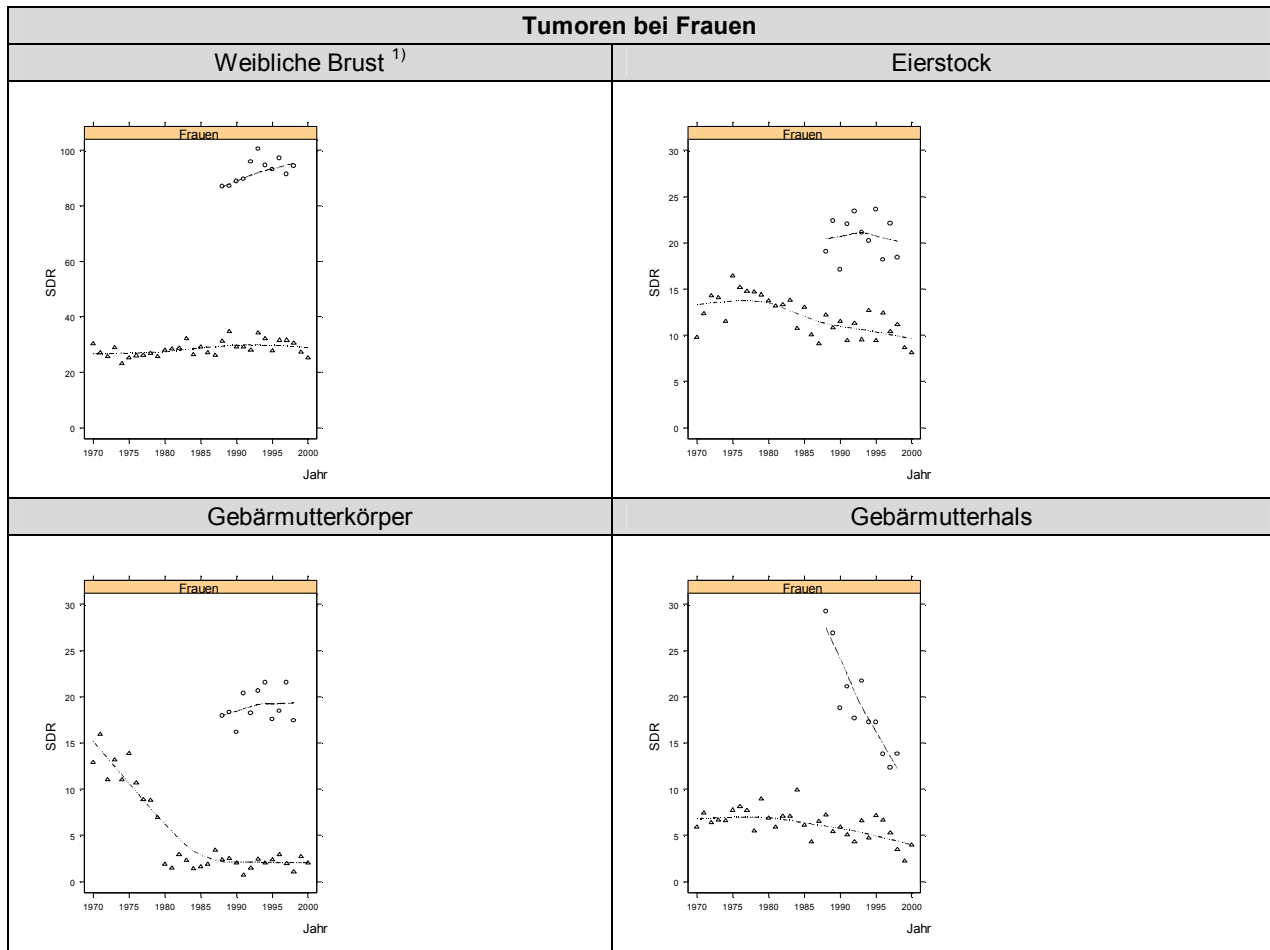 Tumoren bei Frauen
Weibliche Brust 1)
Eierstock
Frauen
100
80
60
40
20
0
SDR
1970 1975 1980 1985 1990 1995 2000
Jahr
Frauen
30
25
20
15
10
5
0
SDR
1970 1975 1980 1985 1990 1995 2000
Jahr
Gebärmutterkörper
Gebärmutterhals
Frauen
30
25
20
15
10
5
0
SDR
1970 1975 1980 1985 1990 1995 2000
Jahr
Frauen
30
25
20
15
10
5
0
SDR
1970 1975 1980 1985 1990 1995 2000
Jahr